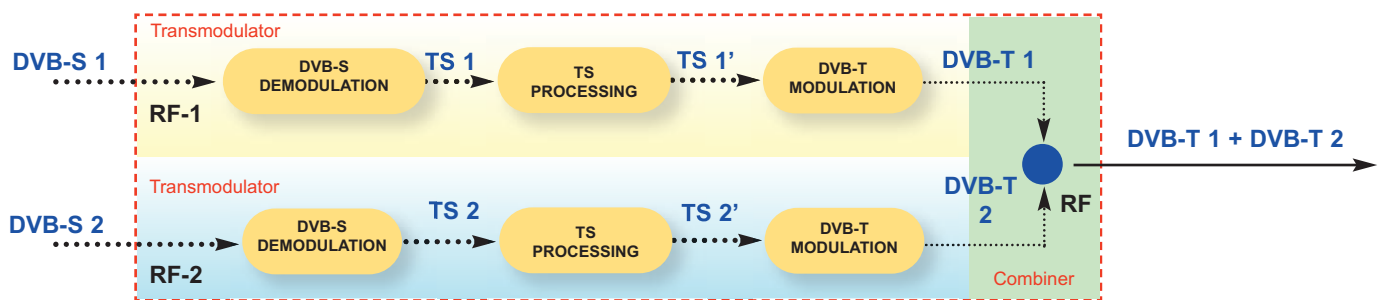 Transmodulator
DVB-S 1
RF-1
DVB-S
DEMODULATION
TS 1
TS
PROCESSING
TS 1’
DVB-T
MODULATION
DVB-T 1
DVB-T 1 + DVB-T 2
Transmodulator
DVB-S 2
RF-2
DVB-S
DEMODULATION
TS 2
TS
PROCESSING
TS 2’
DVB-T
MODULATION
DVB-T
2
RF
Combiner